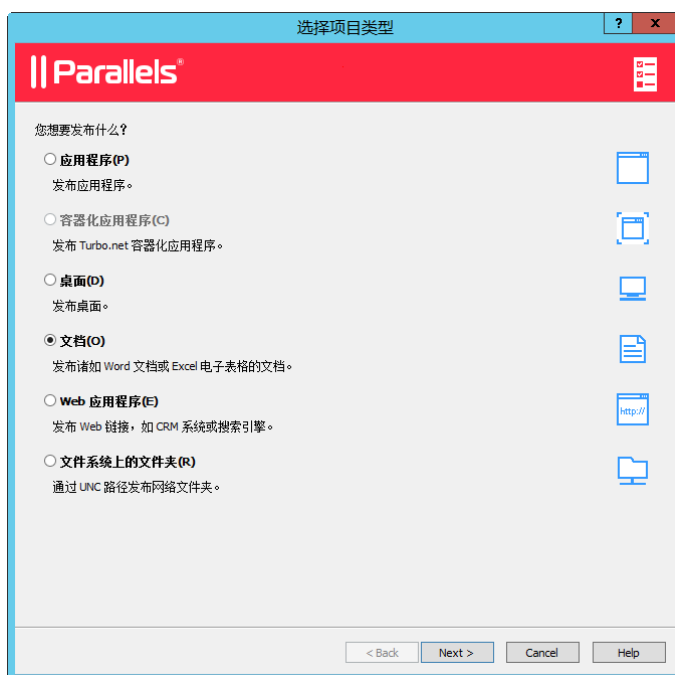 选择项目类型
? x
Parallels®
您想要发布什么?
应用程序(P)
发布应用程序。
容器化应用程序(C)
发布 Turbo.net 容器化应用程序。
桌面(D)
发布桌面。
文档(O)
发布诸如 Word 文档或 Excel 电子表格的文档。
Web 应用程序(E)
发布 Web 链接，如 CRM 系统或搜索引擎。
http://
文件系统上的文件夹(R)
通过 UNC 路径发布网络文件夹。
< Back Next > Cancel Help